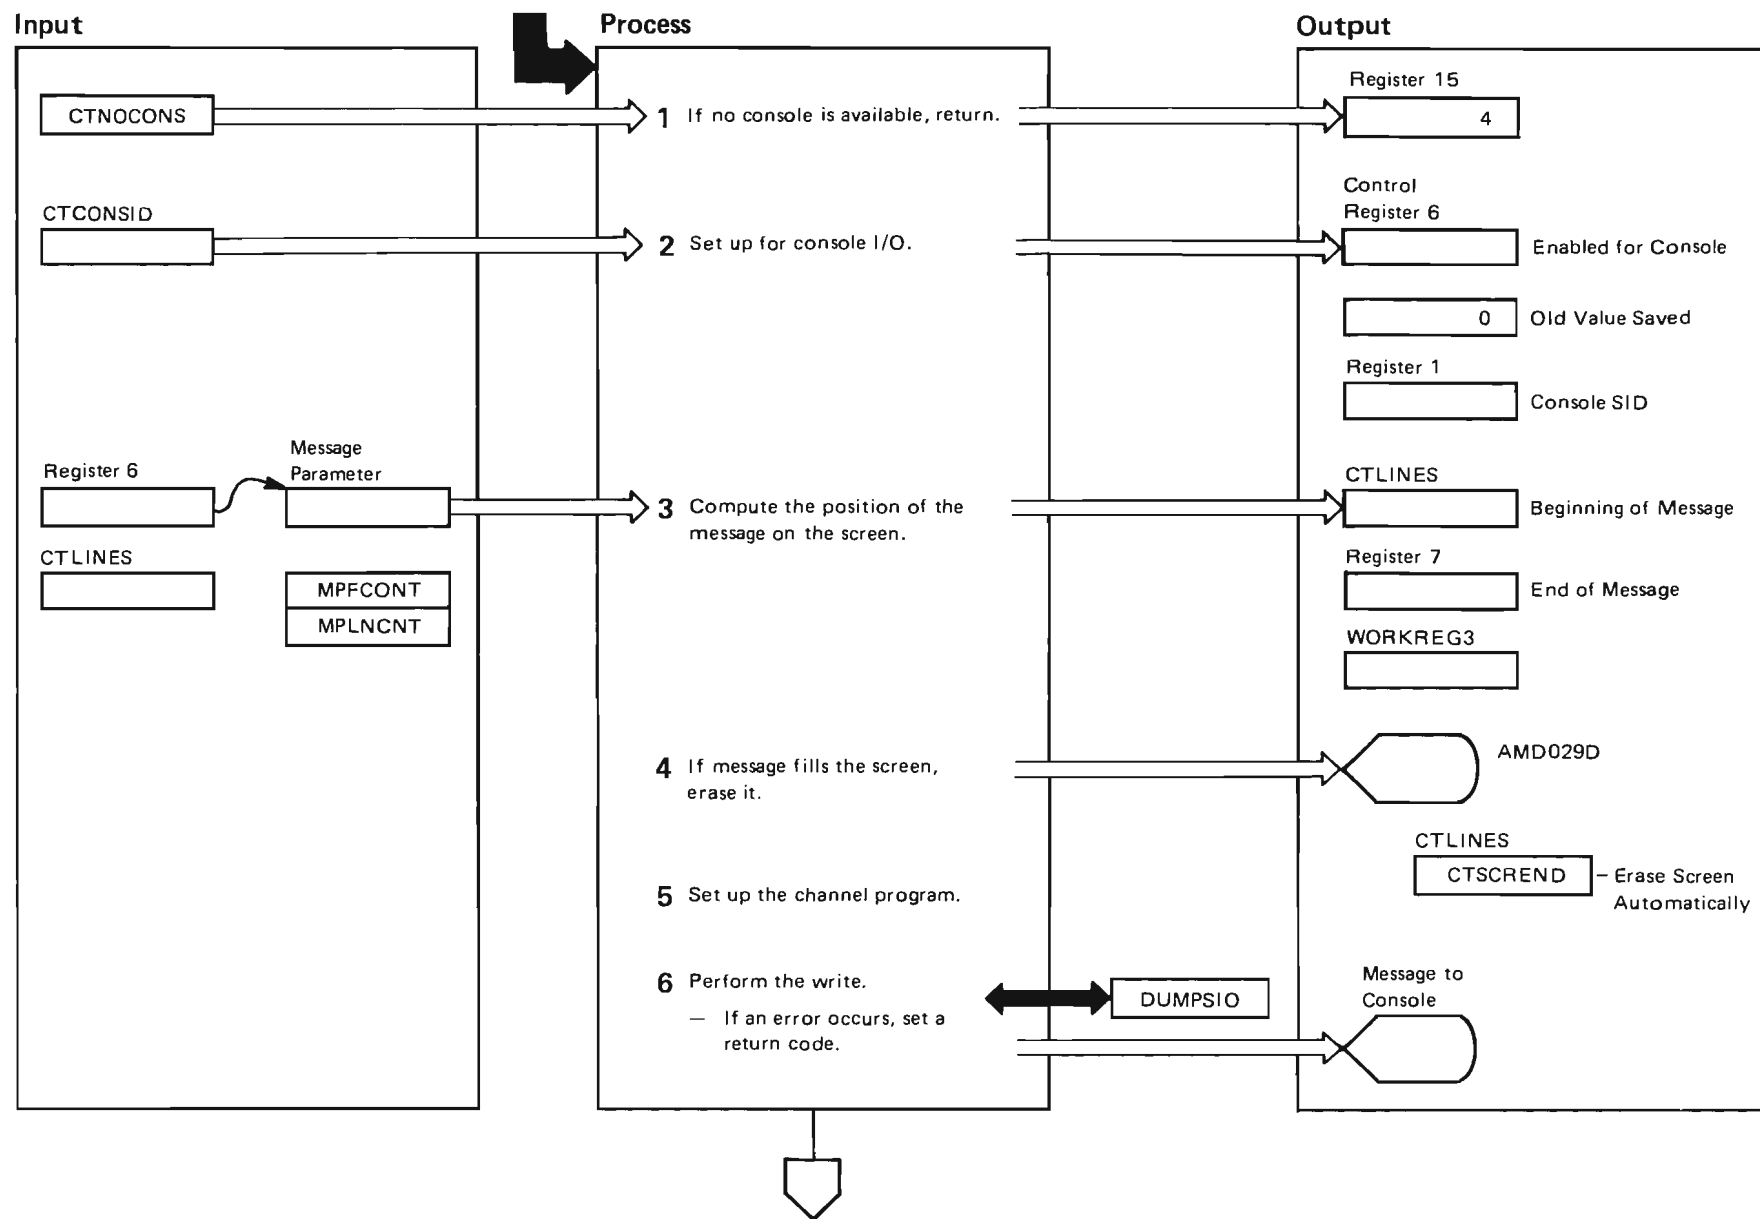 Input
Process
Output
CTNOCONS
1 If no console is available, return.
Register 15
4
CTCONSID
2 Set up for console I/O.
Control
Register 6
Enabled for Console
0
Old Value Saved
Register 1
Console SID
Register 6
Message
Parameter
3 Compute the position of the
message on the screen.
CTLINES
Beginning of Message
CTLINES
MPFCONT
MPLNCNT
Register 7
End of Message
WORKREG3
4 If message fills the screen,
erase it.
AMD029D
CTLINES
CTSCREND
– Erase Screen
Automatically
5 Set up the channel program.
6 Perform the write.
— If an error occurs, set a
return code.
DUMPSIO
Message to
Console